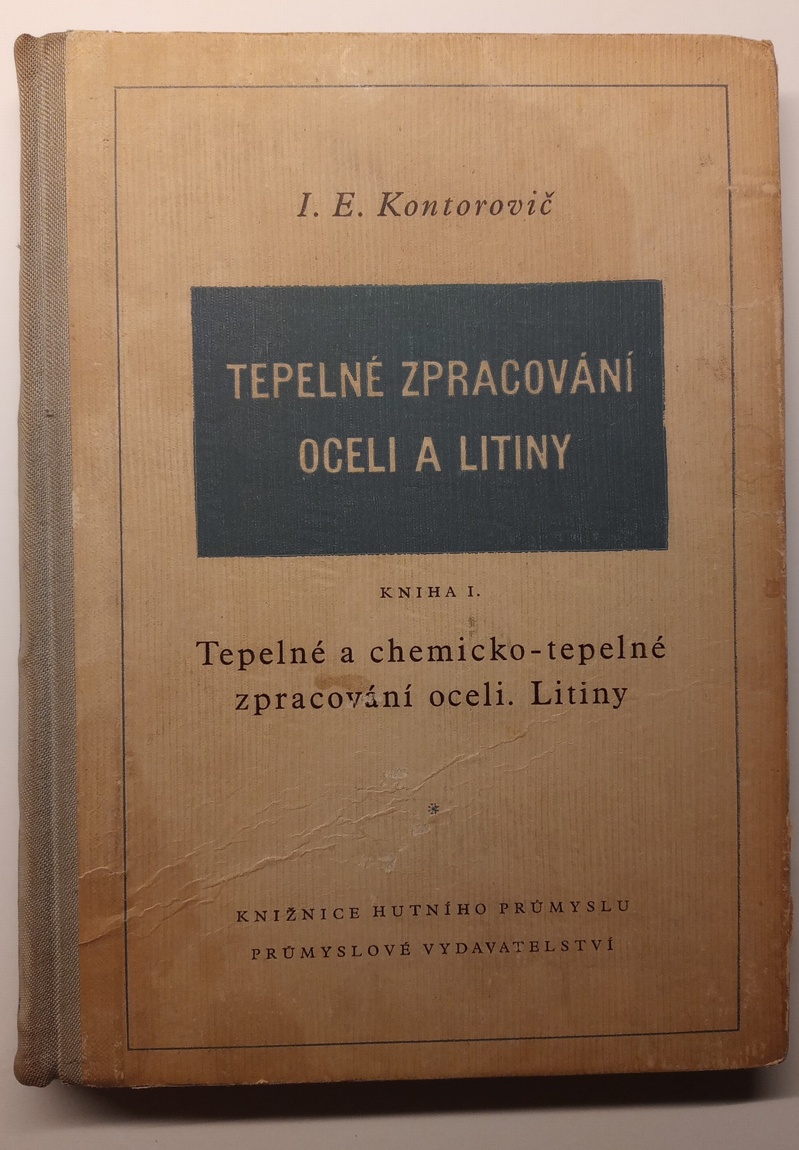 I. E. Kontorovič
TEPELNÉ ZPRACOVÁNÍ
OCELI A LITINY
KNIHA I.
Tepelné a chemicko-tepelné
zpracování oceli. Litiny
*
KNIŽNICE HUTNÍHO PRŮMYSLU
PRŮMYSLOVÉ VYDAVATELSTVÍ